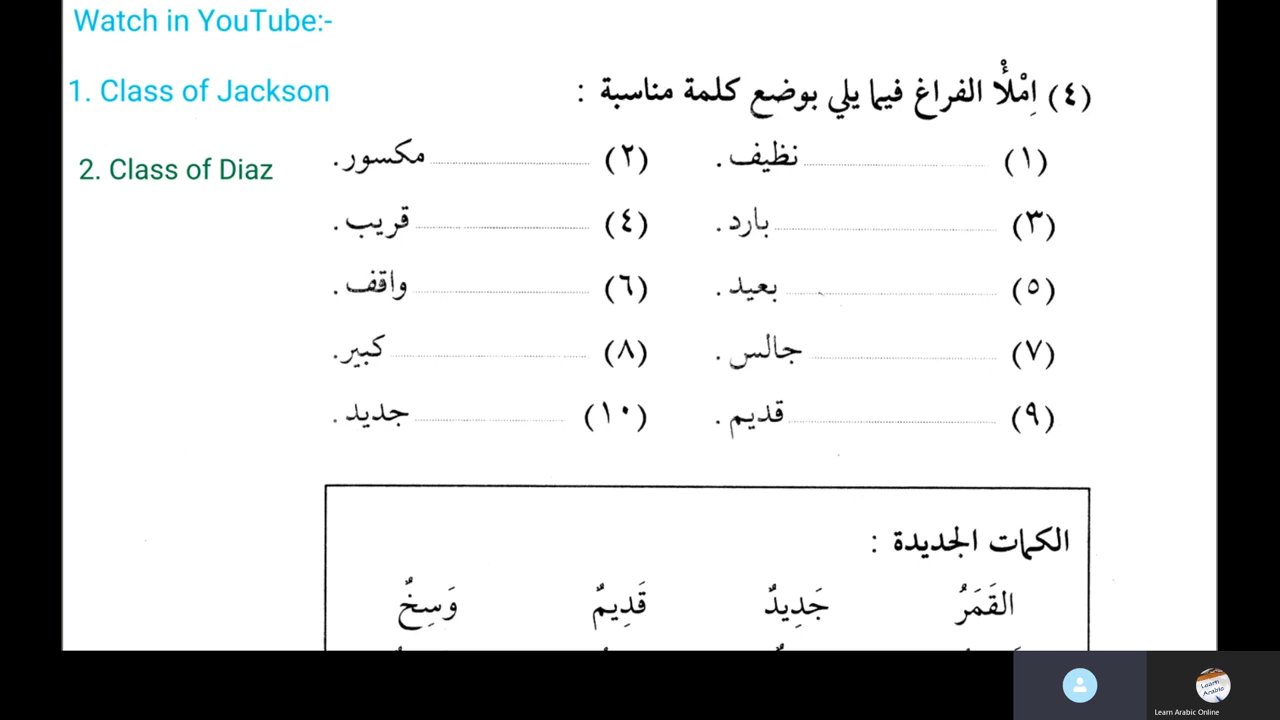 Watch in YouTube:-
1. Class of Jackson
2. Class of Diaz
(٤) اِمْلَأْ الفراغ فيما يلي بوضع كلمة مناسبة :
(١) ............ نظيف . (٢) ............ مكسور .
(٣) ............ بارد . (٤) ............ قريب .
(٥) ............ بعيد . (٦) ............ واقف .
(٧) ............ جالس . (٨) ............ كبير .
(٩) ............ قديم . (١٠) ............ جديد .
الكلمات الجديدة :
القَمَرُ جَدِيدٌ قَدِيمٌ وَسِخٌ
Learn Arabic
Learn Arabic Online